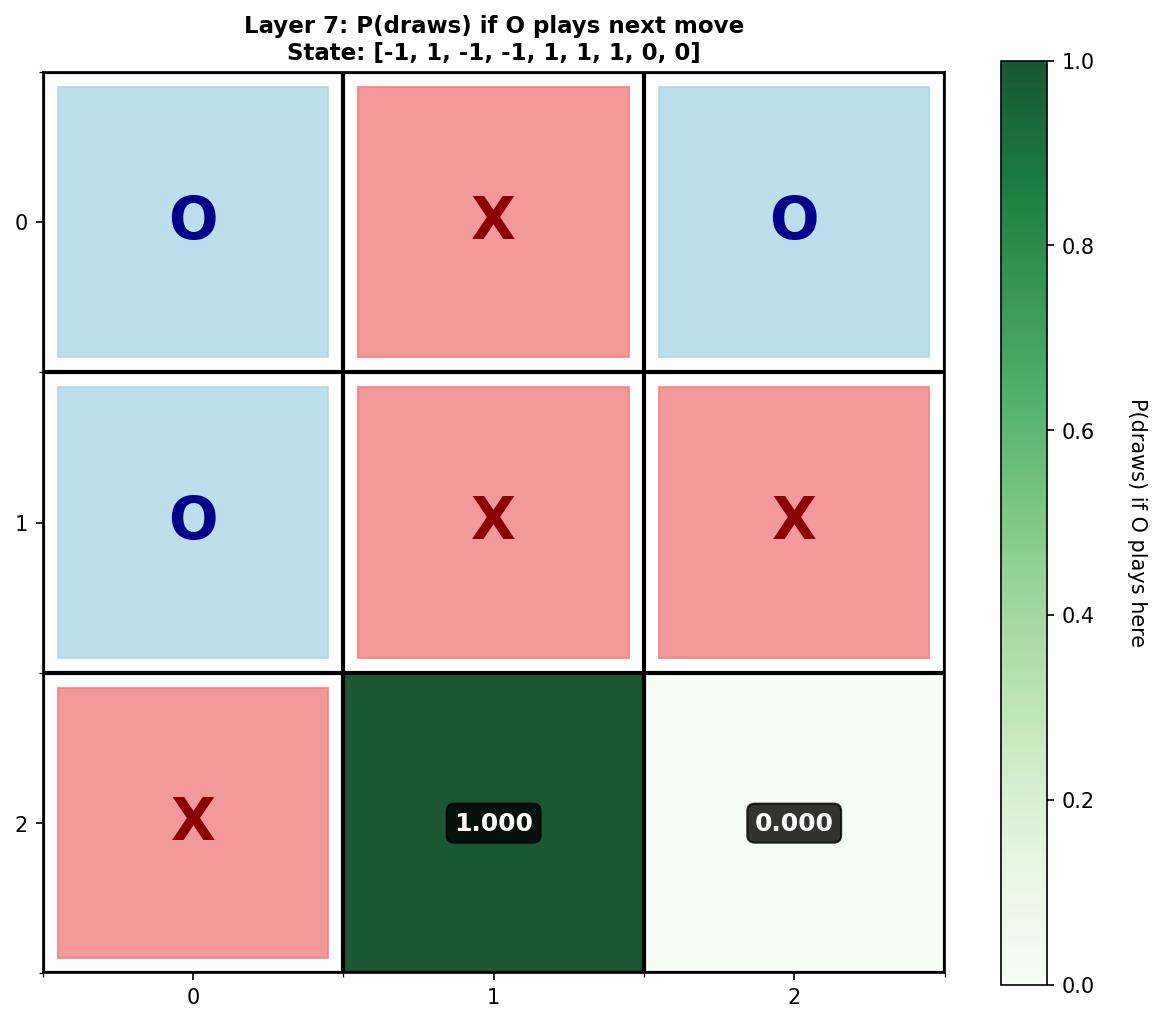 Layer 7: P(draws) if O plays next move
State: [-1, 1, -1, -1, 1, 1, 1, 0, 0]
0
O
X
O
1
O
X
X
2
X
1.000
0.000
0
1
2
1.0
0.8
0.6
0.4
0.2
0.0
P(draws) if O plays here